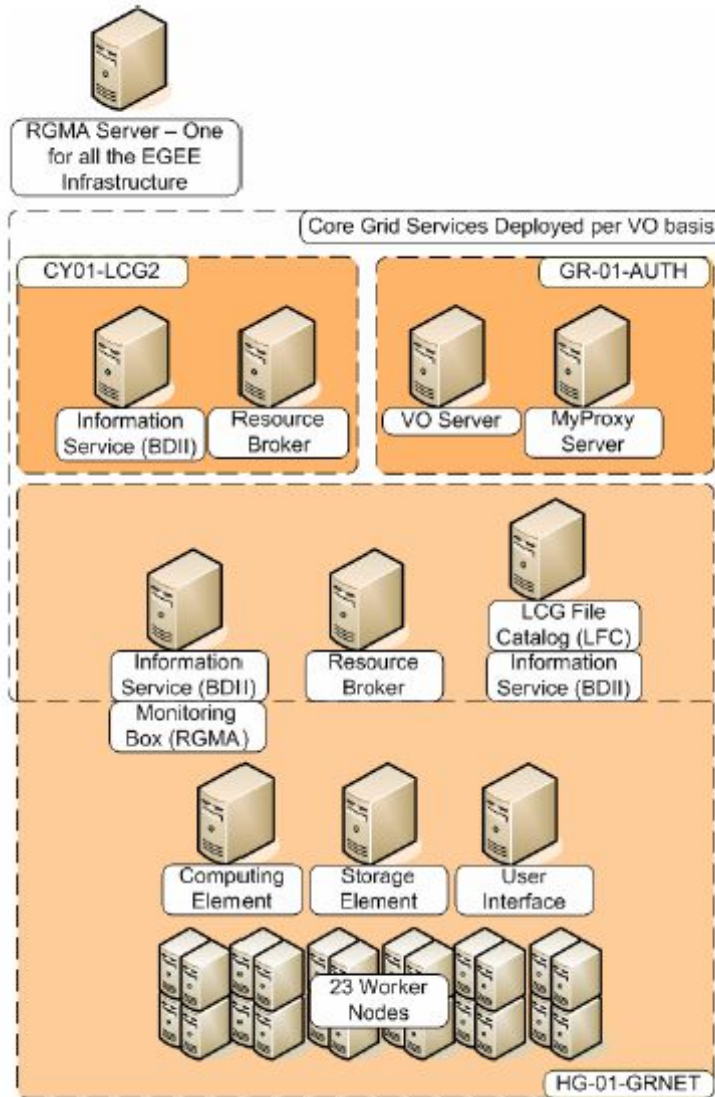 RGMA Server – One
for all the EGEE
Infrastructure
Core Grid Services Deployed per VO basis
CY01-LCG2
GR-01-AUTH
Information
Service (BDII)
Resource
Broker
VO Server
MyProxy
Server
Information
Service (BDII)
Monitoring
Box (RGMA)
Resource
Broker
LCG File
Catalog (LFC)
Information
Service (BDII)
Computing
Element
Storage
Element
User
Interface
23 Worker
Nodes
HG-01-GRNET